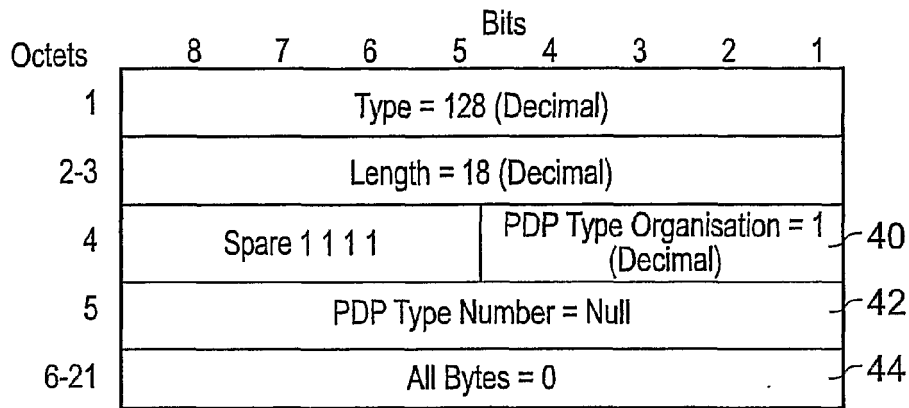 Bits
Octets 8 7 6 5 4 3 2 1
1 Type = 128 (Decimal)
2-3 Length = 18 (Decimal)
4 Spare 1 1 1 1 PDP Type Organisation = 1 (Decimal) 40
5 PDP Type Number = Null 42
6-21 All Bytes = 0 44